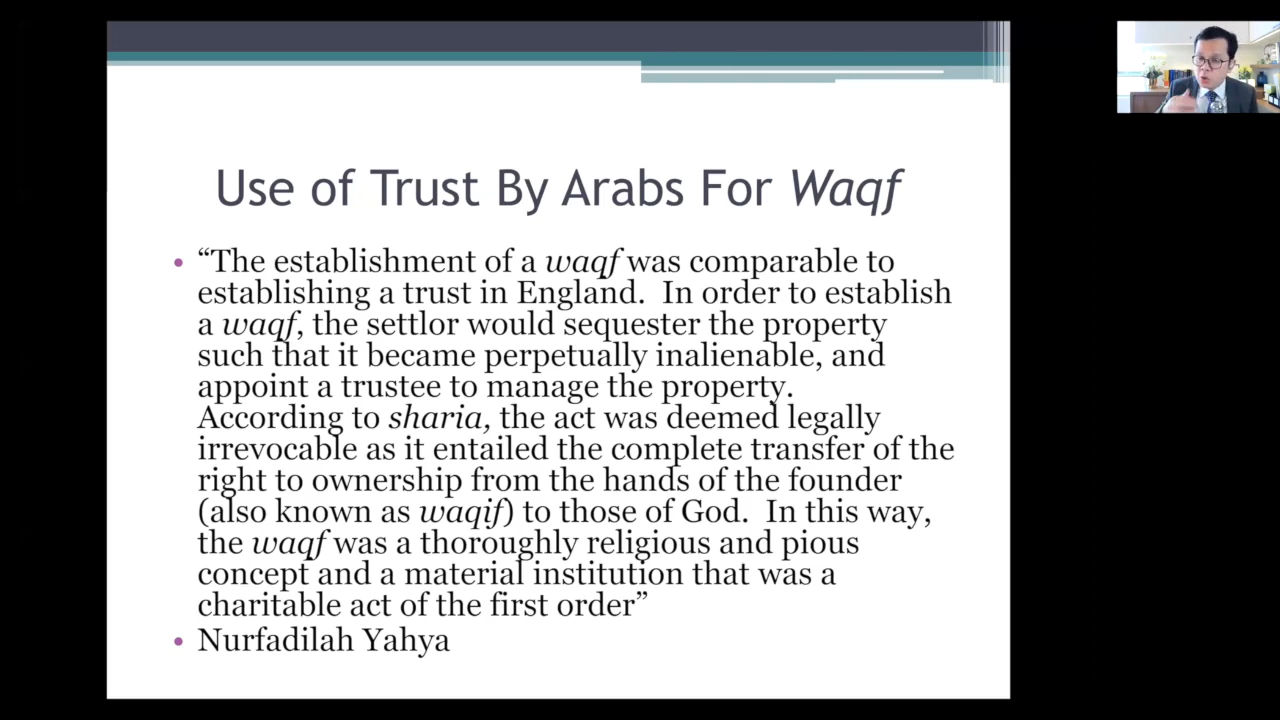 Use of Trust By Arabs For Waqf
• “The establishment of a waqf was comparable to
establishing a trust in England.  In order to establish
a waqf, the settlor would sequester the property
such that it became perpetually inalienable, and
appoint a trustee to manage the property.
According to sharia, the act was deemed legally
irrevocable as it entailed the complete transfer of the
right to ownership from the hands of the founder
(also known as waqif) to those of God.  In this way,
the waqf was a thoroughly religious and pious
concept and a material institution that was a
charitable act of the first order”
• Nurfadilah Yahya